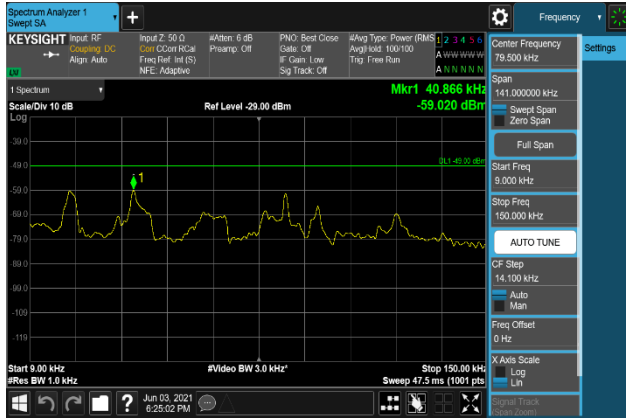 Spectrum Analyzer 1
Swept SA
Frequency
KEYSIGHT
Input: RF
Coupling: DC
Align: Auto
Input Z: 50 Ω
Corr CCorr RCal
Freq Ref: Int (S)
NFE: Adaptive
#Atten: 6 dB
Preamp: Off
PNO: Best Close
Gate: Off
IF Gain: Low
Sig Track: Off
#Avg Type: Power (RMS
Avg|Hold: 100/100
Trig: Free Run
1 2 3 4 5 6
A W W W W W
A N N N N N
LXI
1 Spectrum
Scale/Div 10 dB
Log
Ref Level -29.00 dBm
Mkr1 40.866 kHz
-59.020 dBm
-39.0
-49.0
-59.0
-69.0
-79.0
-89.0
-99.0
-109
-119
DL1 -49.00 dBm
1
Start 9.00 kHz
#Res BW 1.0 kHz
#Video BW 3.0 kHz*
Stop 150.00 kHz
Sweep 47.5 ms (1001 pts
Jun 03, 2021
6:25:02 PM
Center Frequency
79.500 kHz
Settings
Span
141.000000 kHz
Swept Span
Zero Span
Full Span
Start Freq
9.000 kHz
Stop Freq
150.000 kHz
AUTO TUNE
CF Step
14.100 kHz
Auto
Man
Freq Offset
0 Hz
X Axis Scale
Log
Lin
Signal Track
(Span Zoom)